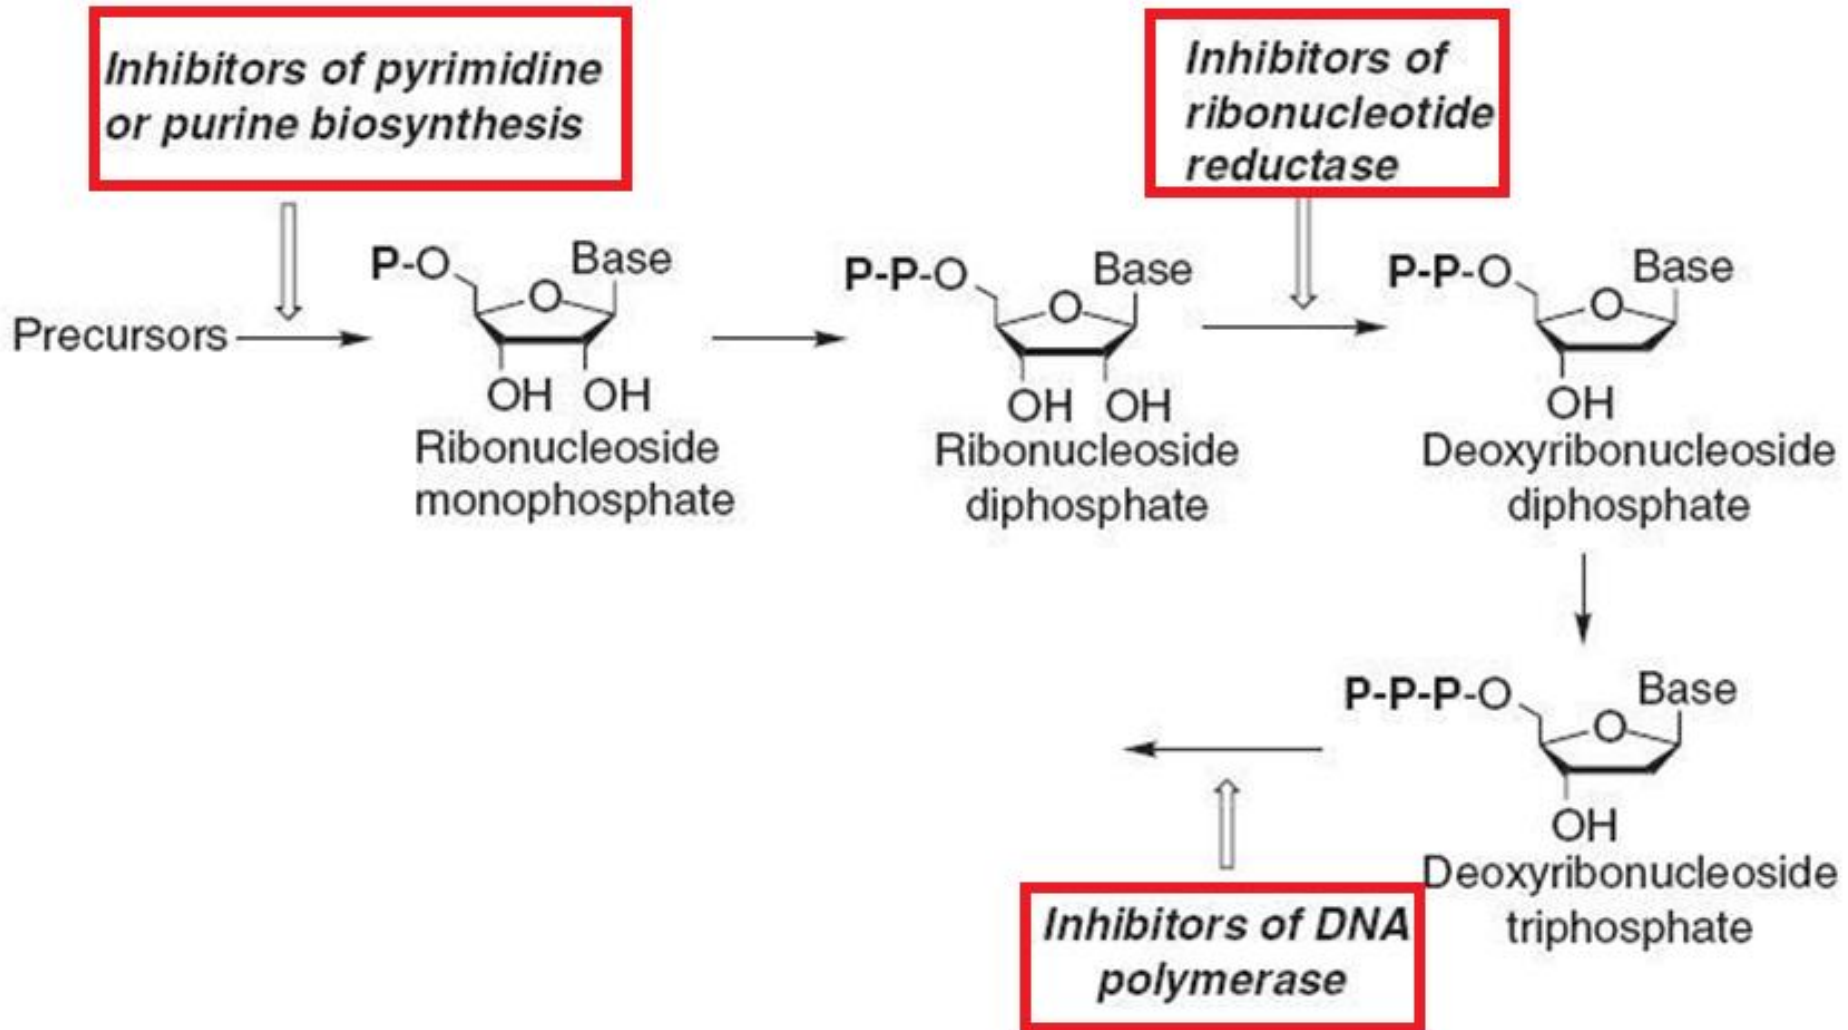 Inhibitors of pyrimidine
or purine biosynthesis
Inhibitors of
ribonucleotide
reductase
Precursors
P-O
Base
O
OH OH
Ribonucleoside
monophosphate
P-P-O
Base
O
OH OH
Ribonucleoside
diphosphate
P-P-O
Base
O
OH
Deoxyribonucleoside
diphosphate
P-P-P-O
Base
O
OH
Deoxyribonucleoside
triphosphate
Inhibitors of DNA
polymerase